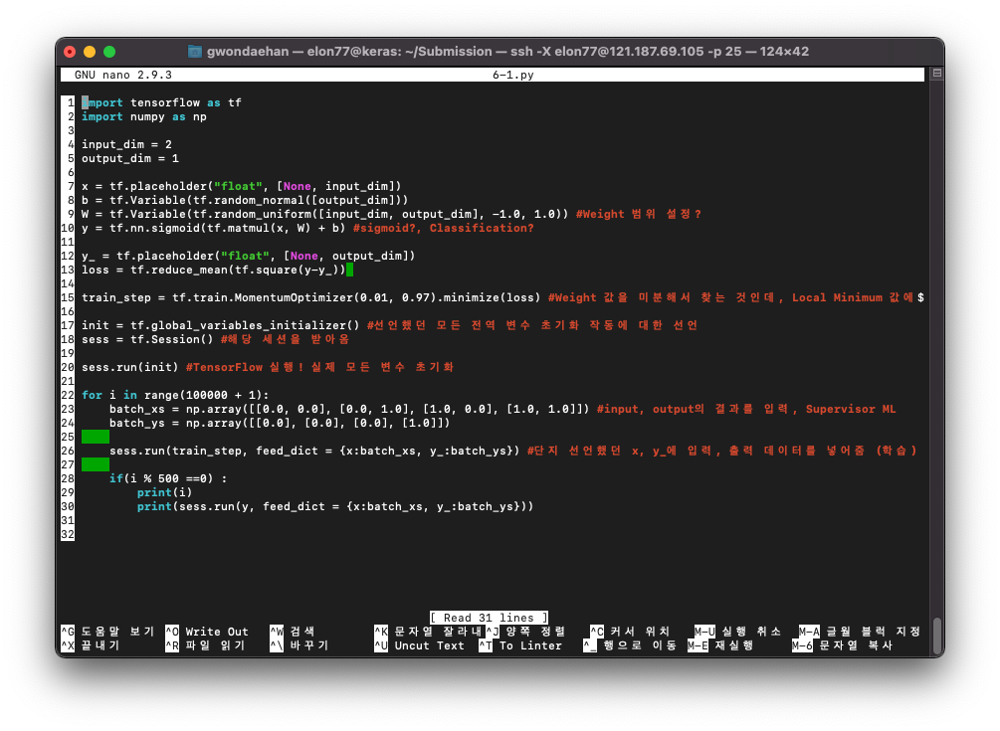 gwondaehan — elon77@keras: ~/Submission — ssh -X elon77@121.187.69.105 -p 25 — 124×42
GNU nano 2.9.3 6-1.py
1 import tensorflow as tf
2 import numpy as np
3
4 input_dim = 2
5 output_dim = 1
6
7 x = tf.placeholder("float", [None, input_dim])
8 b = tf.Variable(tf.random_normal([output_dim]))
9 W = tf.Variable(tf.random_uniform([input_dim, output_dim], -1.0, 1.0)) #Weight 범위 설정?
10 y = tf.nn.sigmoid(tf.matmul(x, W) + b) #sigmoid?, Classification?
11
12 y_ = tf.placeholder("float", [None, output_dim])
13 loss = tf.reduce_mean(tf.square(y-y_))
14
15 train_step = tf.train.MomentumOptimizer(0.01, 0.97).minimize(loss) #Weight 값을 미분해서 찾는 것인데, Local Minimum 값에$
16
17 init = tf.global_variables_initializer() #선언했던 모든 전역 변수 초기화 작동에 대한 선언
18 sess = tf.Session() #해당 세션을 받아옴
19
20 sess.run(init) #TensorFlow 실행! 실제 모든 변수 초기화
21
22 for i in range(100000 + 1):
23     batch_xs = np.array([[0.0, 0.0], [0.0, 1.0], [1.0, 0.0], [1.0, 1.0]]) #input, output의 결과를 입력, Supervisor ML
24     batch_ys = np.array([[0.0], [0.0], [0.0], [1.0]])
25
26     sess.run(train_step, feed_dict = {x:batch_xs, y_:batch_ys}) #단지 선언했던 x, y_에 입력, 출력 데이터를 넣어줌 (학습)
27
28     if(i % 500 ==0) :
29         print(i)
30         print(sess.run(y, feed_dict = {x:batch_xs, y_:batch_ys}))
31
32
[ Read 31 lines ]
^G 도움말 보기 ^O Write Out ^W 검색 ^K 문자열 잘라내 ^J 양쪽 정렬 ^C 커서 위치 M-U 실행 취소 M-A 글월 블럭 지정
^X 끝내기 ^R 파일 읽기 ^\ 바꾸기 ^U Uncut Text ^T To Linter ^_ 행으로 이동 M-E 재실행 M-6 문자열 복사